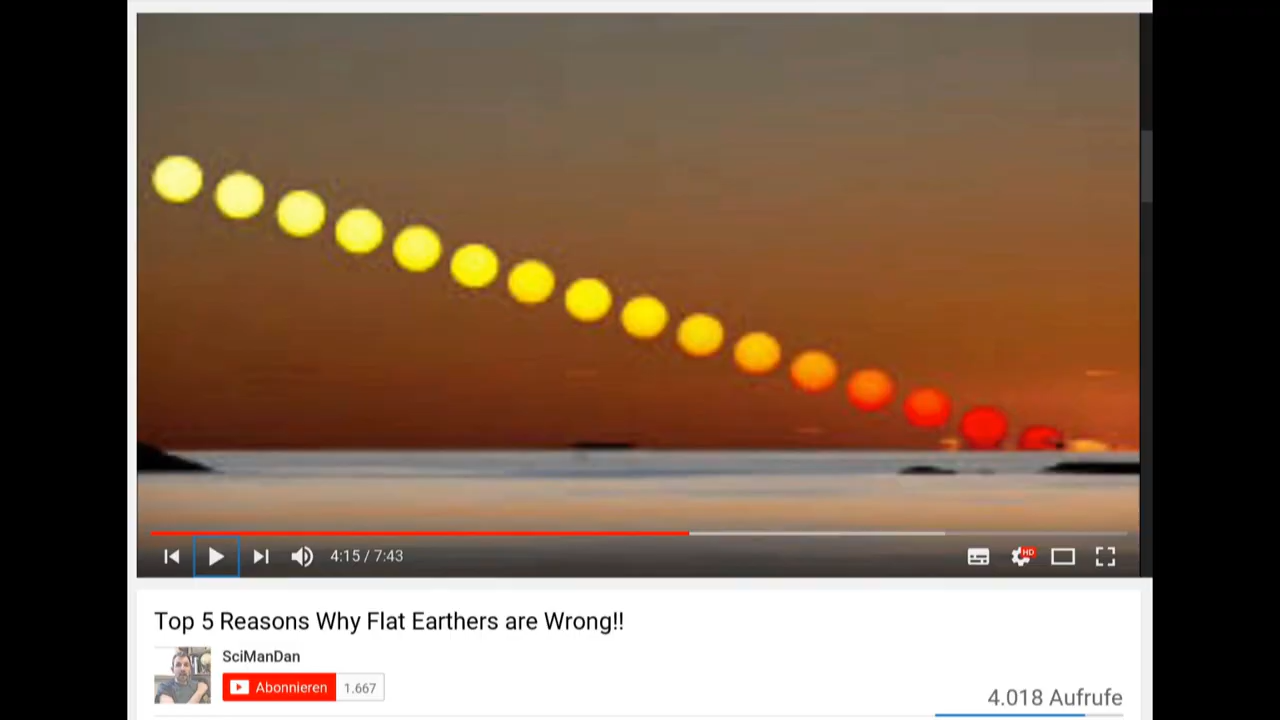 4:15 / 7:43
HD
Top 5 Reasons Why Flat Earthers are Wrong!!
SciManDan
Abonnieren 1.667
4.018 Aufrufe